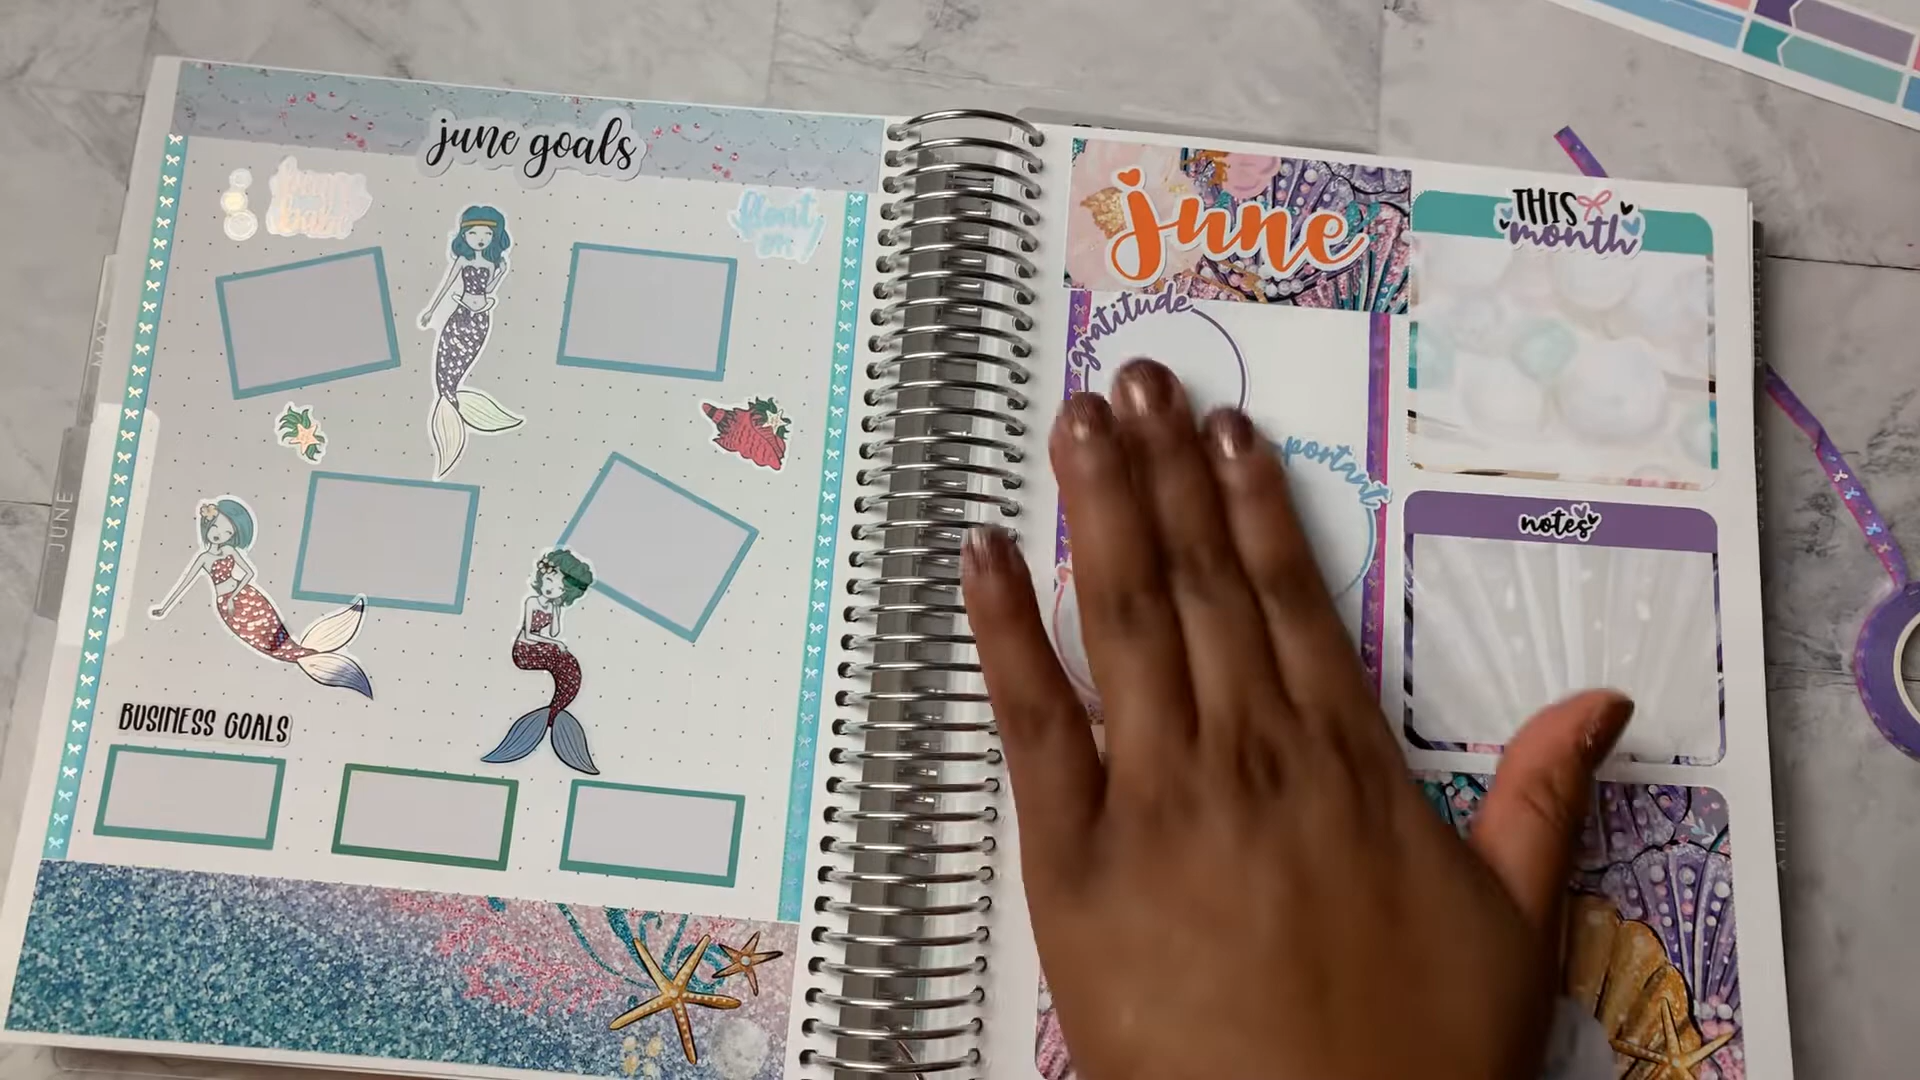 june goals
float
on
BUSINESS GOALS
MAY
JUNE
june
gratitude
THIS
month
notes